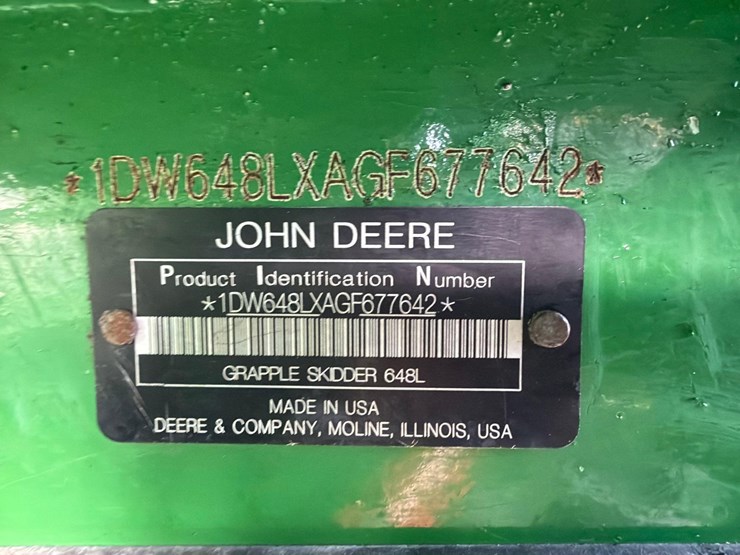 *1DW648LXAGF677642*
JOHN DEERE
Product Identification Number
*1DW648LXAGF677642*
GRAPPLE SKIDDER 648L
MADE IN USA
DEERE & COMPANY, MOLINE, ILLINOIS, USA